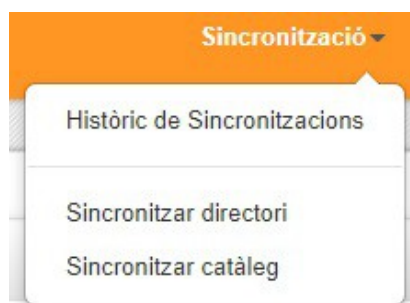 Sincronització
Històric de Sincronitzacions
Sincronitzar directori
Sincronitzar catàleg